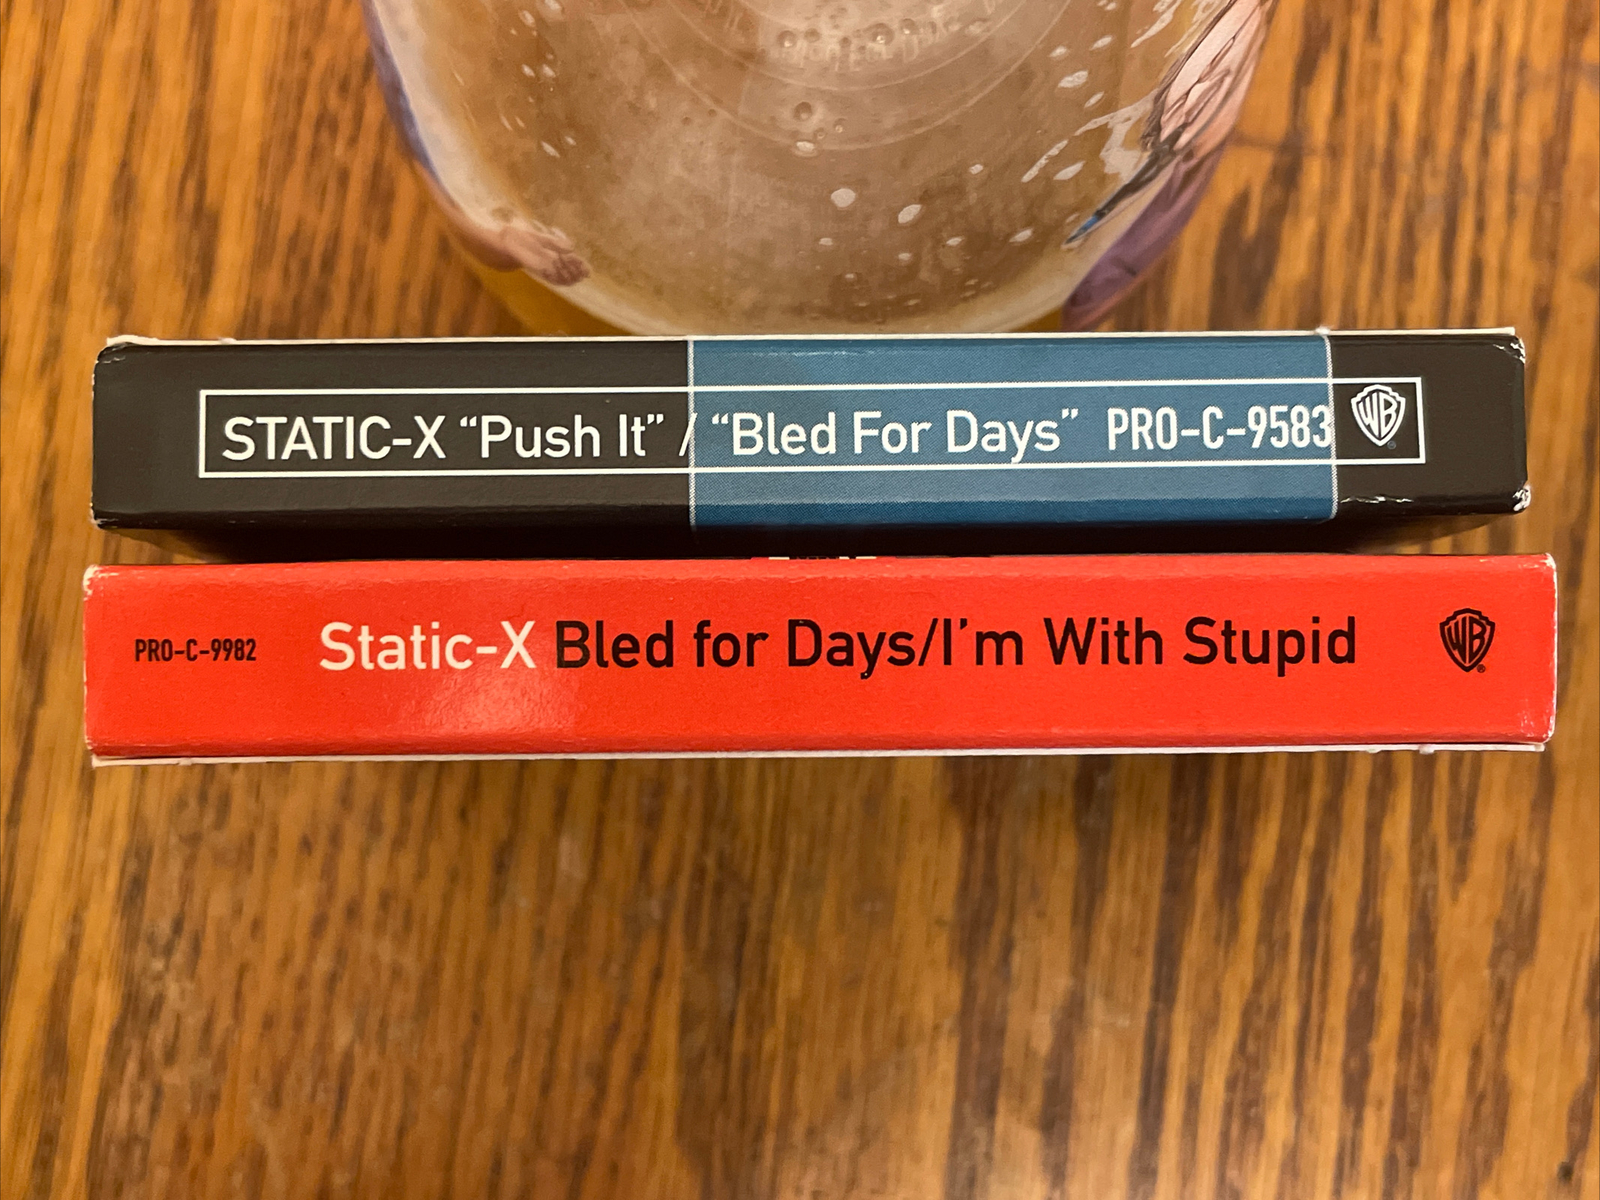 STATIC-X “Push It” / “Bled For Days” PRO-C-9583 WB
PRO-C-9982 Static-X Bled for Days/I'm With Stupid WB